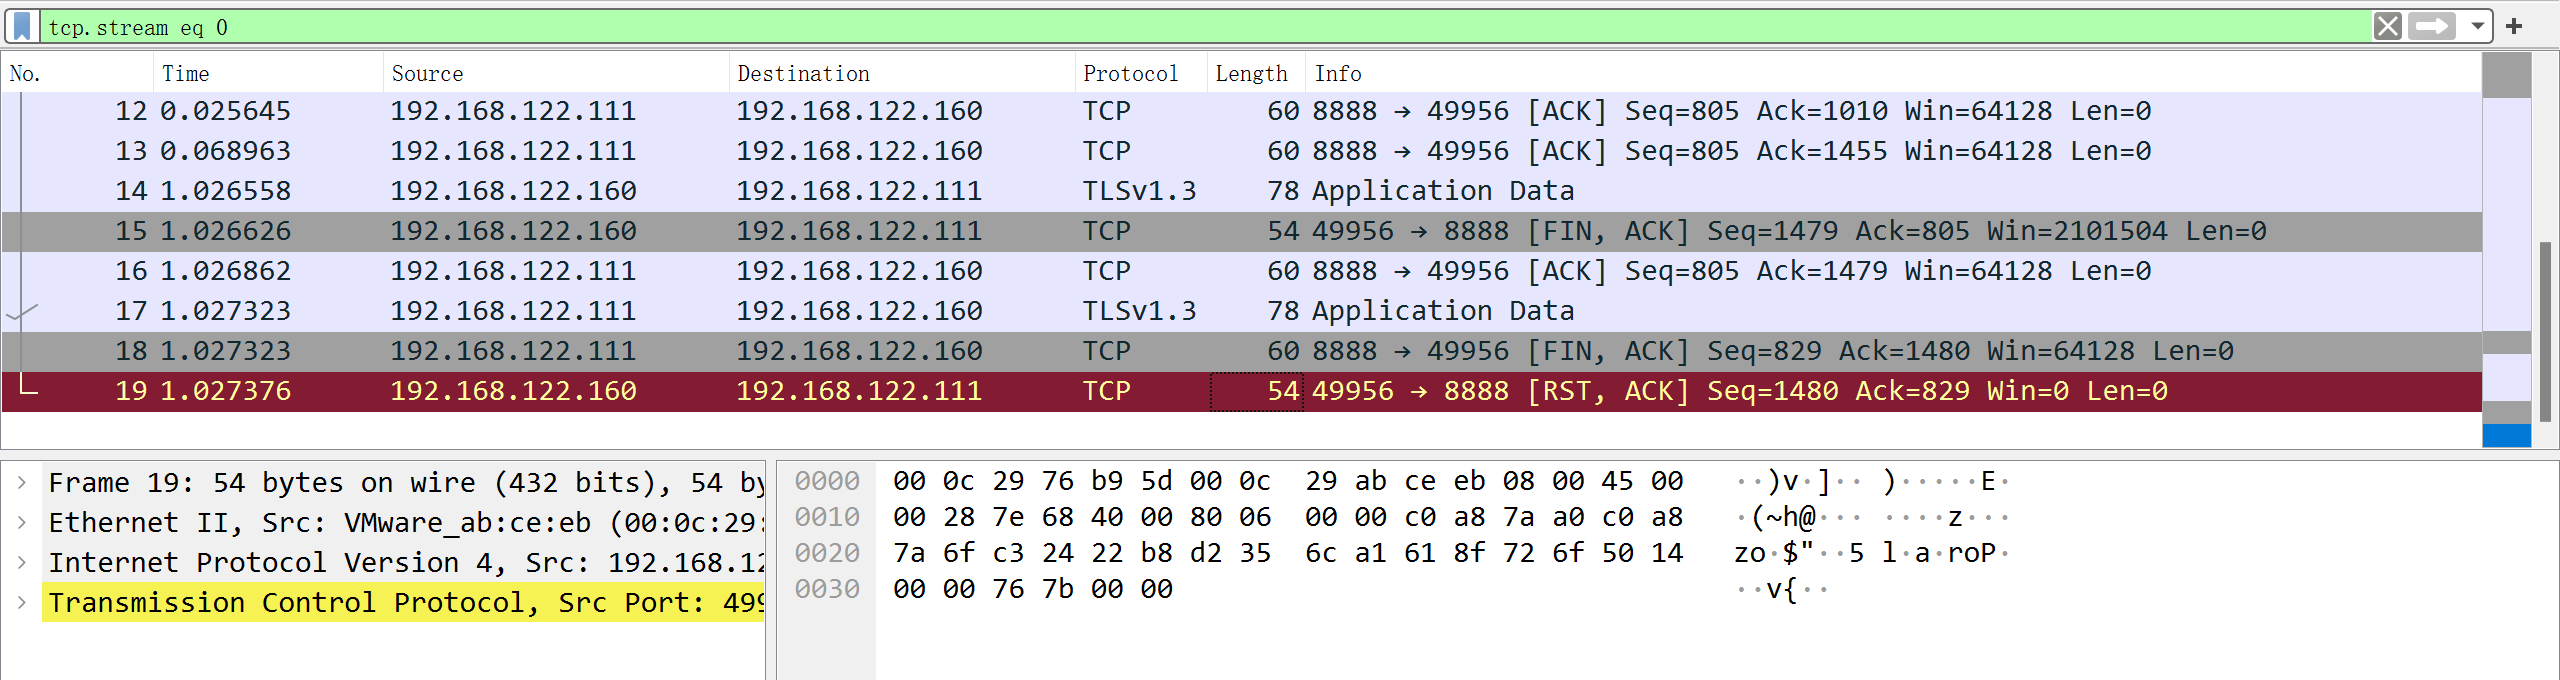 tcp.stream eq 0
No. Time Source Destination Protocol Length Info
12 0.025645 192.168.122.111 192.168.122.160 TCP 60 8888 → 49956 [ACK] Seq=805 Ack=1010 Win=64128 Len=0
13 0.068963 192.168.122.111 192.168.122.160 TCP 60 8888 → 49956 [ACK] Seq=805 Ack=1455 Win=64128 Len=0
14 1.026558 192.168.122.160 192.168.122.111 TLSv1.3 78 Application Data
15 1.026626 192.168.122.160 192.168.122.111 TCP 54 49956 → 8888 [FIN, ACK] Seq=1479 Ack=805 Win=2101504 Len=0
16 1.026862 192.168.122.111 192.168.122.160 TCP 60 8888 → 49956 [ACK] Seq=805 Ack=1479 Win=64128 Len=0
17 1.027323 192.168.122.111 192.168.122.160 TLSv1.3 78 Application Data
18 1.027323 192.168.122.111 192.168.122.160 TCP 60 8888 → 49956 [FIN, ACK] Seq=829 Ack=1480 Win=64128 Len=0
19 1.027376 192.168.122.160 192.168.122.111 TCP 54 49956 → 8888 [RST, ACK] Seq=1480 Ack=829 Win=0 Len=0
Frame 19: 54 bytes on wire (432 bits), 54 by
Ethernet II, Src: VMware_ab:ce:eb (00:0c:29:
Internet Protocol Version 4, Src: 192.168.12
Transmission Control Protocol, Src Port: 499
0000 00 0c 29 76 b9 5d 00 0c 29 ab ce eb 08 00 45 00 ··)v·]·· )·····E·
0010 00 28 7e 68 40 00 80 06 00 00 c0 a8 7a a0 c0 a8 ·(~h@··· ····z···
0020 7a 6f c3 24 22 b8 d2 35 6c a1 61 8f 72 6f 50 14 zo·$"··5 l·a·roP·
0030 00 00 76 7b 00 00 ··v{··